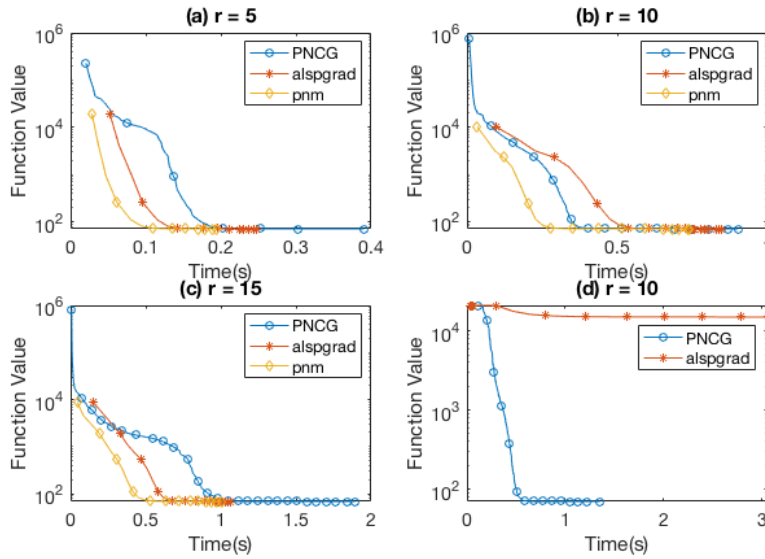 (a) r = 5
10^6
10^4
10^2
Function Value
PNCG
alspgrad
pnm
0 0.1 0.2 0.3 0.4
Time(s)
(b) r = 10
10^6
10^4
10^2
Function Value
PNCG
alspgrad
pnm
0 0.5 1
Time(s)
(c) r = 15
10^6
10^4
10^2
Function Value
PNCG
alspgrad
pnm
0 0.5 1 1.5 2
Time(s)
(d) r = 10
10^4
10^3
10^2
Function Value
PNCG
alspgrad
0 1 2 3
Time(s)